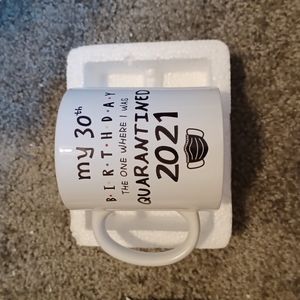 my 30th
B·I·R·T·H·D·A·Y
THE ONE WHERE I WAS
QUARANTINED
2021